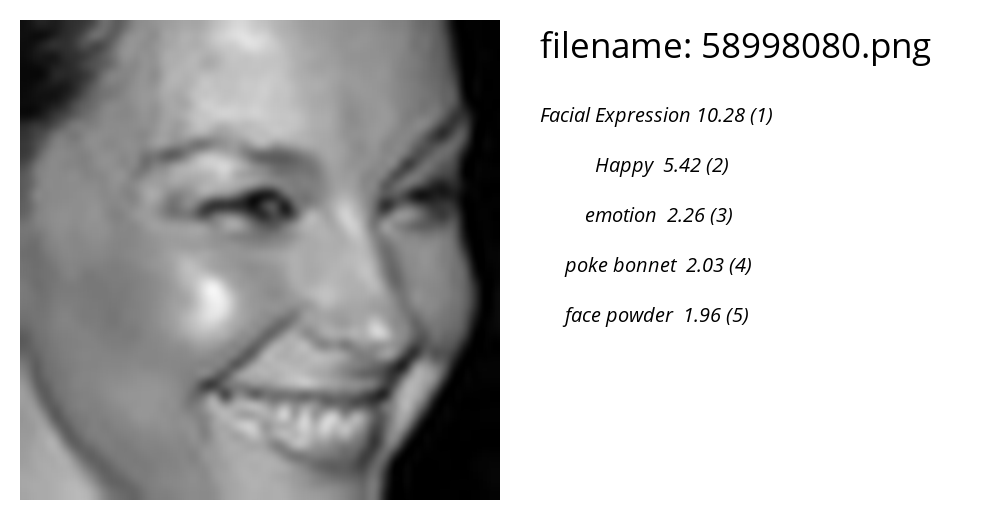 filename: 58998080.png
Facial Expression 10.28 (1)
Happy 5.42 (2)
emotion 2.26 (3)
poke bonnet 2.03 (4)
face powder 1.96 (5)